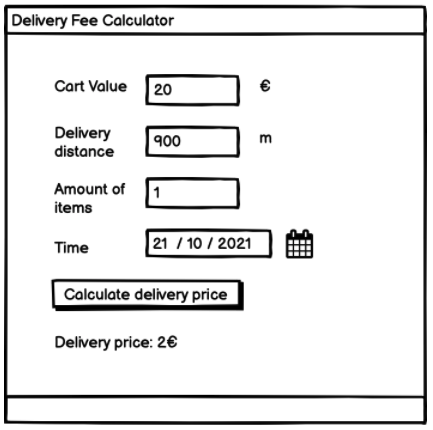 Delivery Fee Calculator
Cart Value 20 €
Delivery
distance 900 m
Amount of
items 1
Time 21 / 10 / 2021
Calculate delivery price
Delivery price: 2€